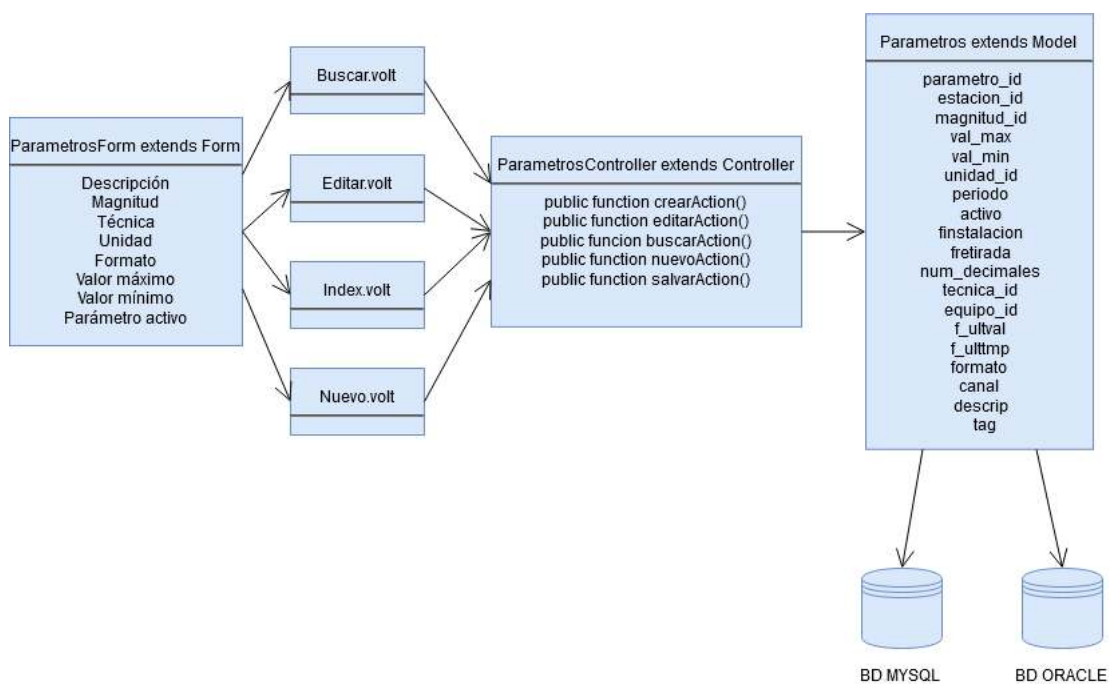 ParametrosForm extends Form
Descripción
Magnitud
Técnica
Unidad
Formato
Valor máximo
Valor mínimo
Parámetro activo
Buscar.volt
Editar.volt
Index.volt
Nuevo.volt
ParametrosController extends Controller
public function crearAction()
public function editarAction()
public funcion buscarAction()
public function nuevoAction()
public function salvarAction()
Parametros extends Model
parametro_id
estacion_id
magnitud_id
val_max
val_min
unidad_id
periodo
activo
finstalacion
fretirada
num_decimales
tecnica_id
equipo_id
f_ultval
f_ulttmp
formato
canal
descrip
tag
BD MYSQL
BD ORACLE